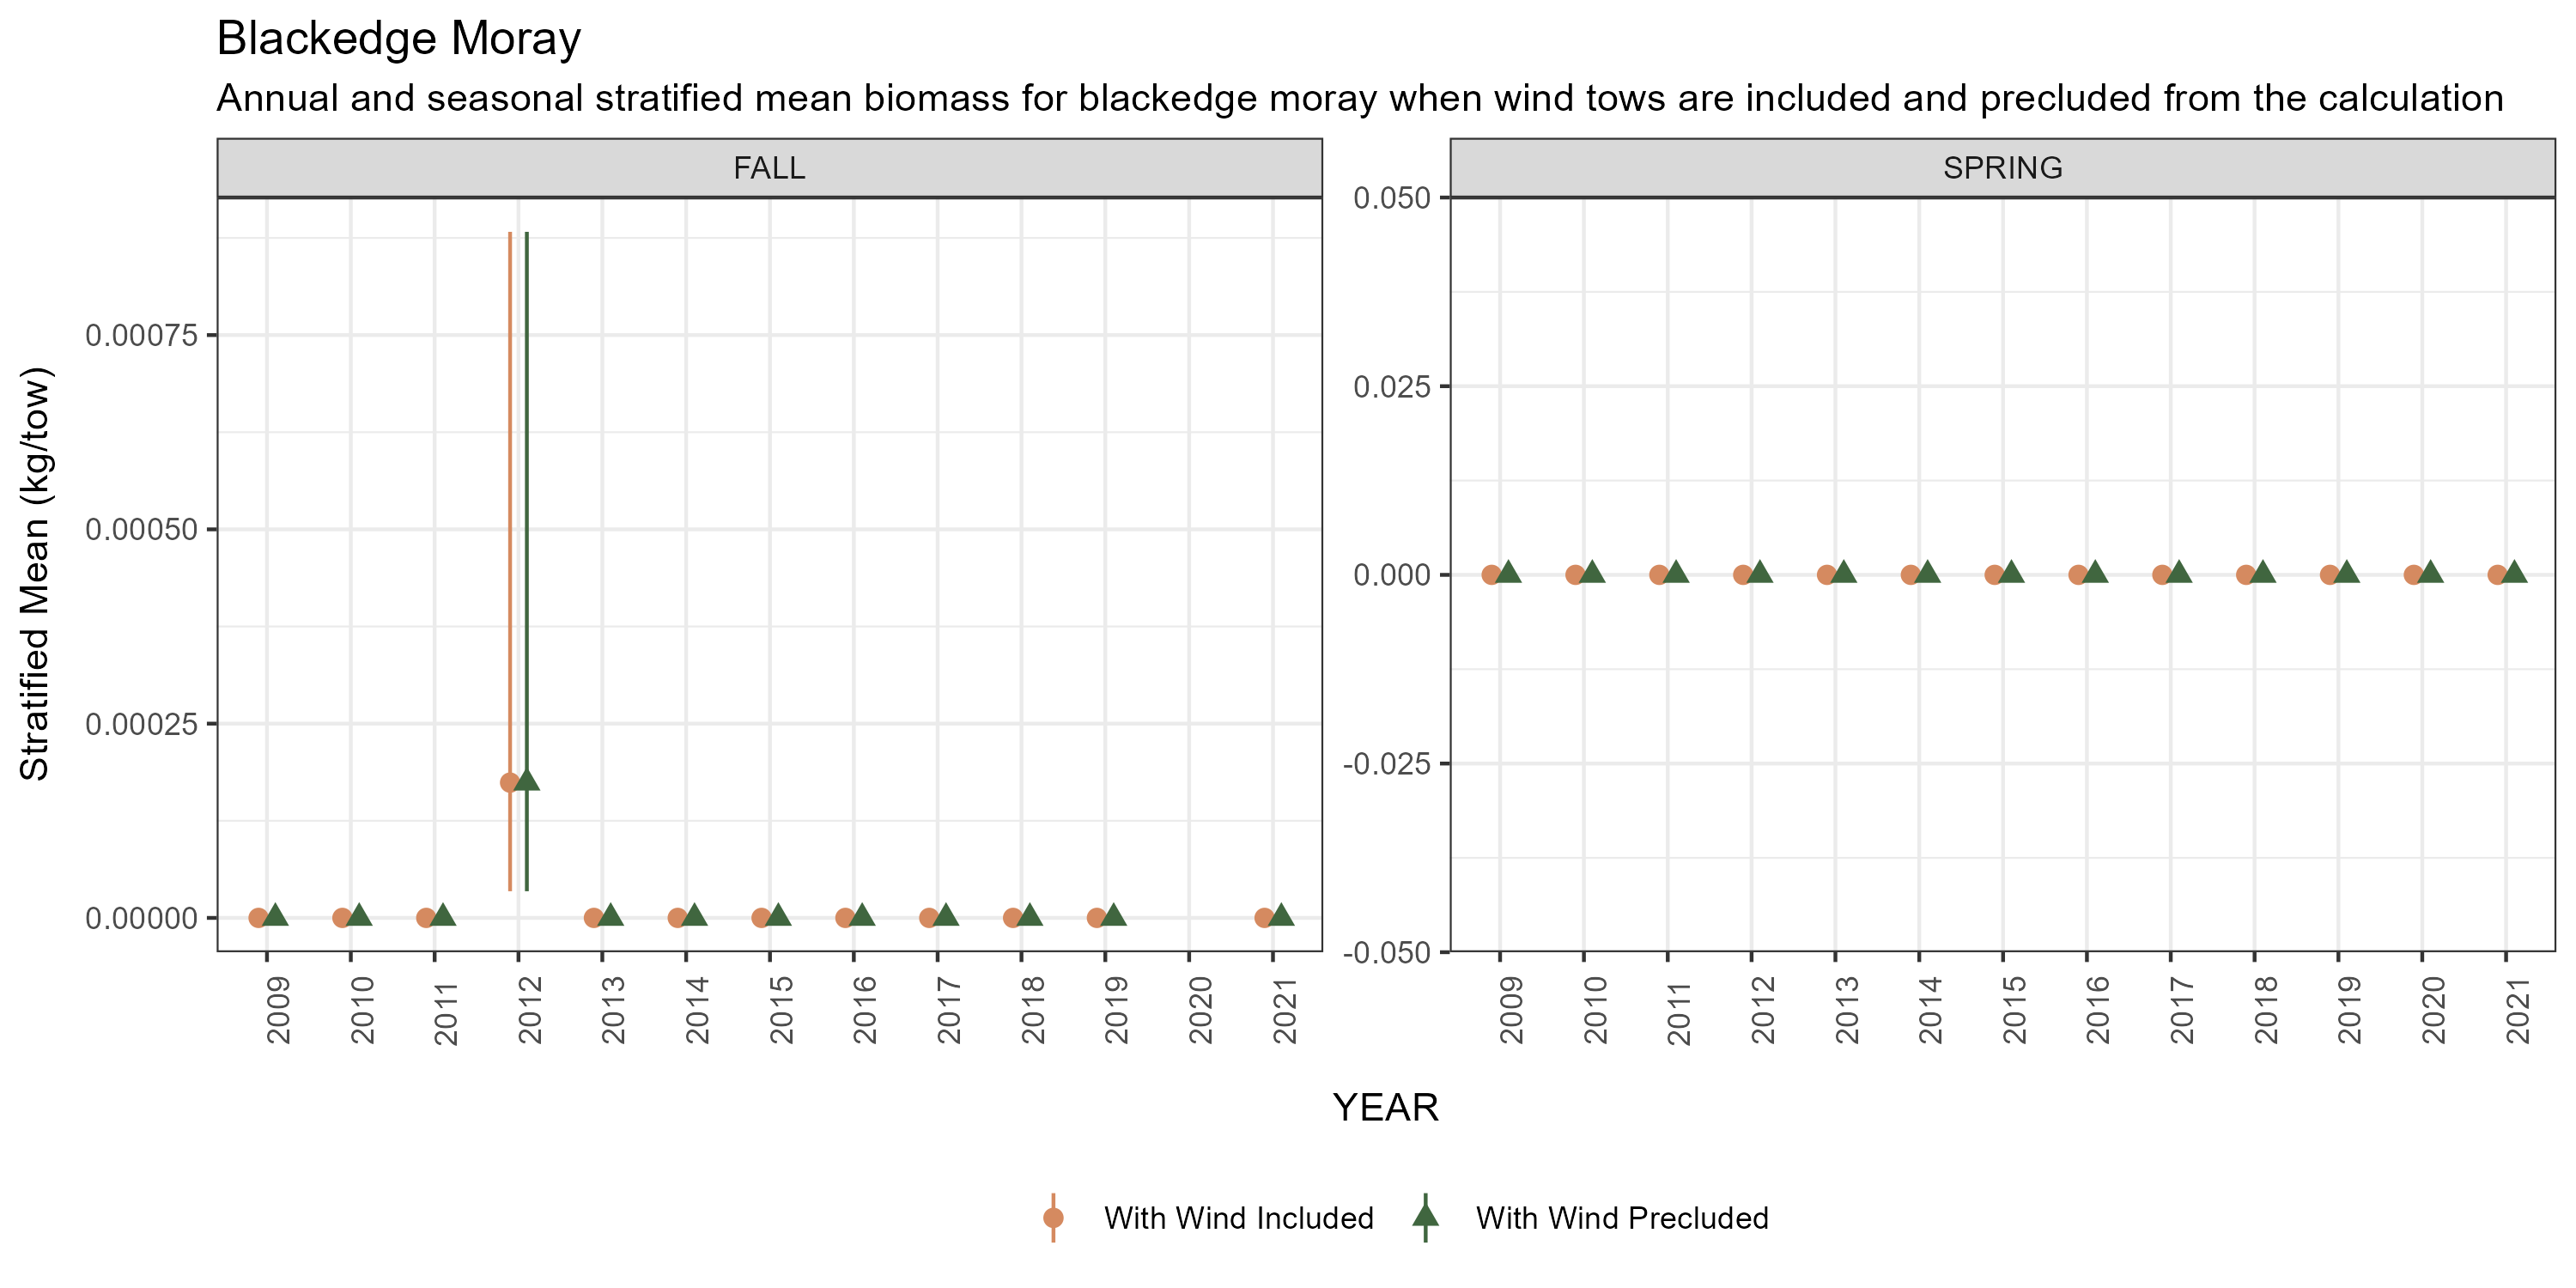 Blackedge Moray
Annual and seasonal stratified mean biomass for blackedge moray when wind tows are included and precluded from the calculation
FALL
SPRING
Stratified Mean (kg/tow)
0.00075
0.00050
0.00025
0.00000
0.050
0.025
0.000
-0.025
-0.050
2009 2010 2011 2012 2013 2014 2015 2016 2017 2018 2019 2020 2021
2009 2010 2011 2012 2013 2014 2015 2016 2017 2018 2019 2020 2021
YEAR
With Wind Included
With Wind Precluded